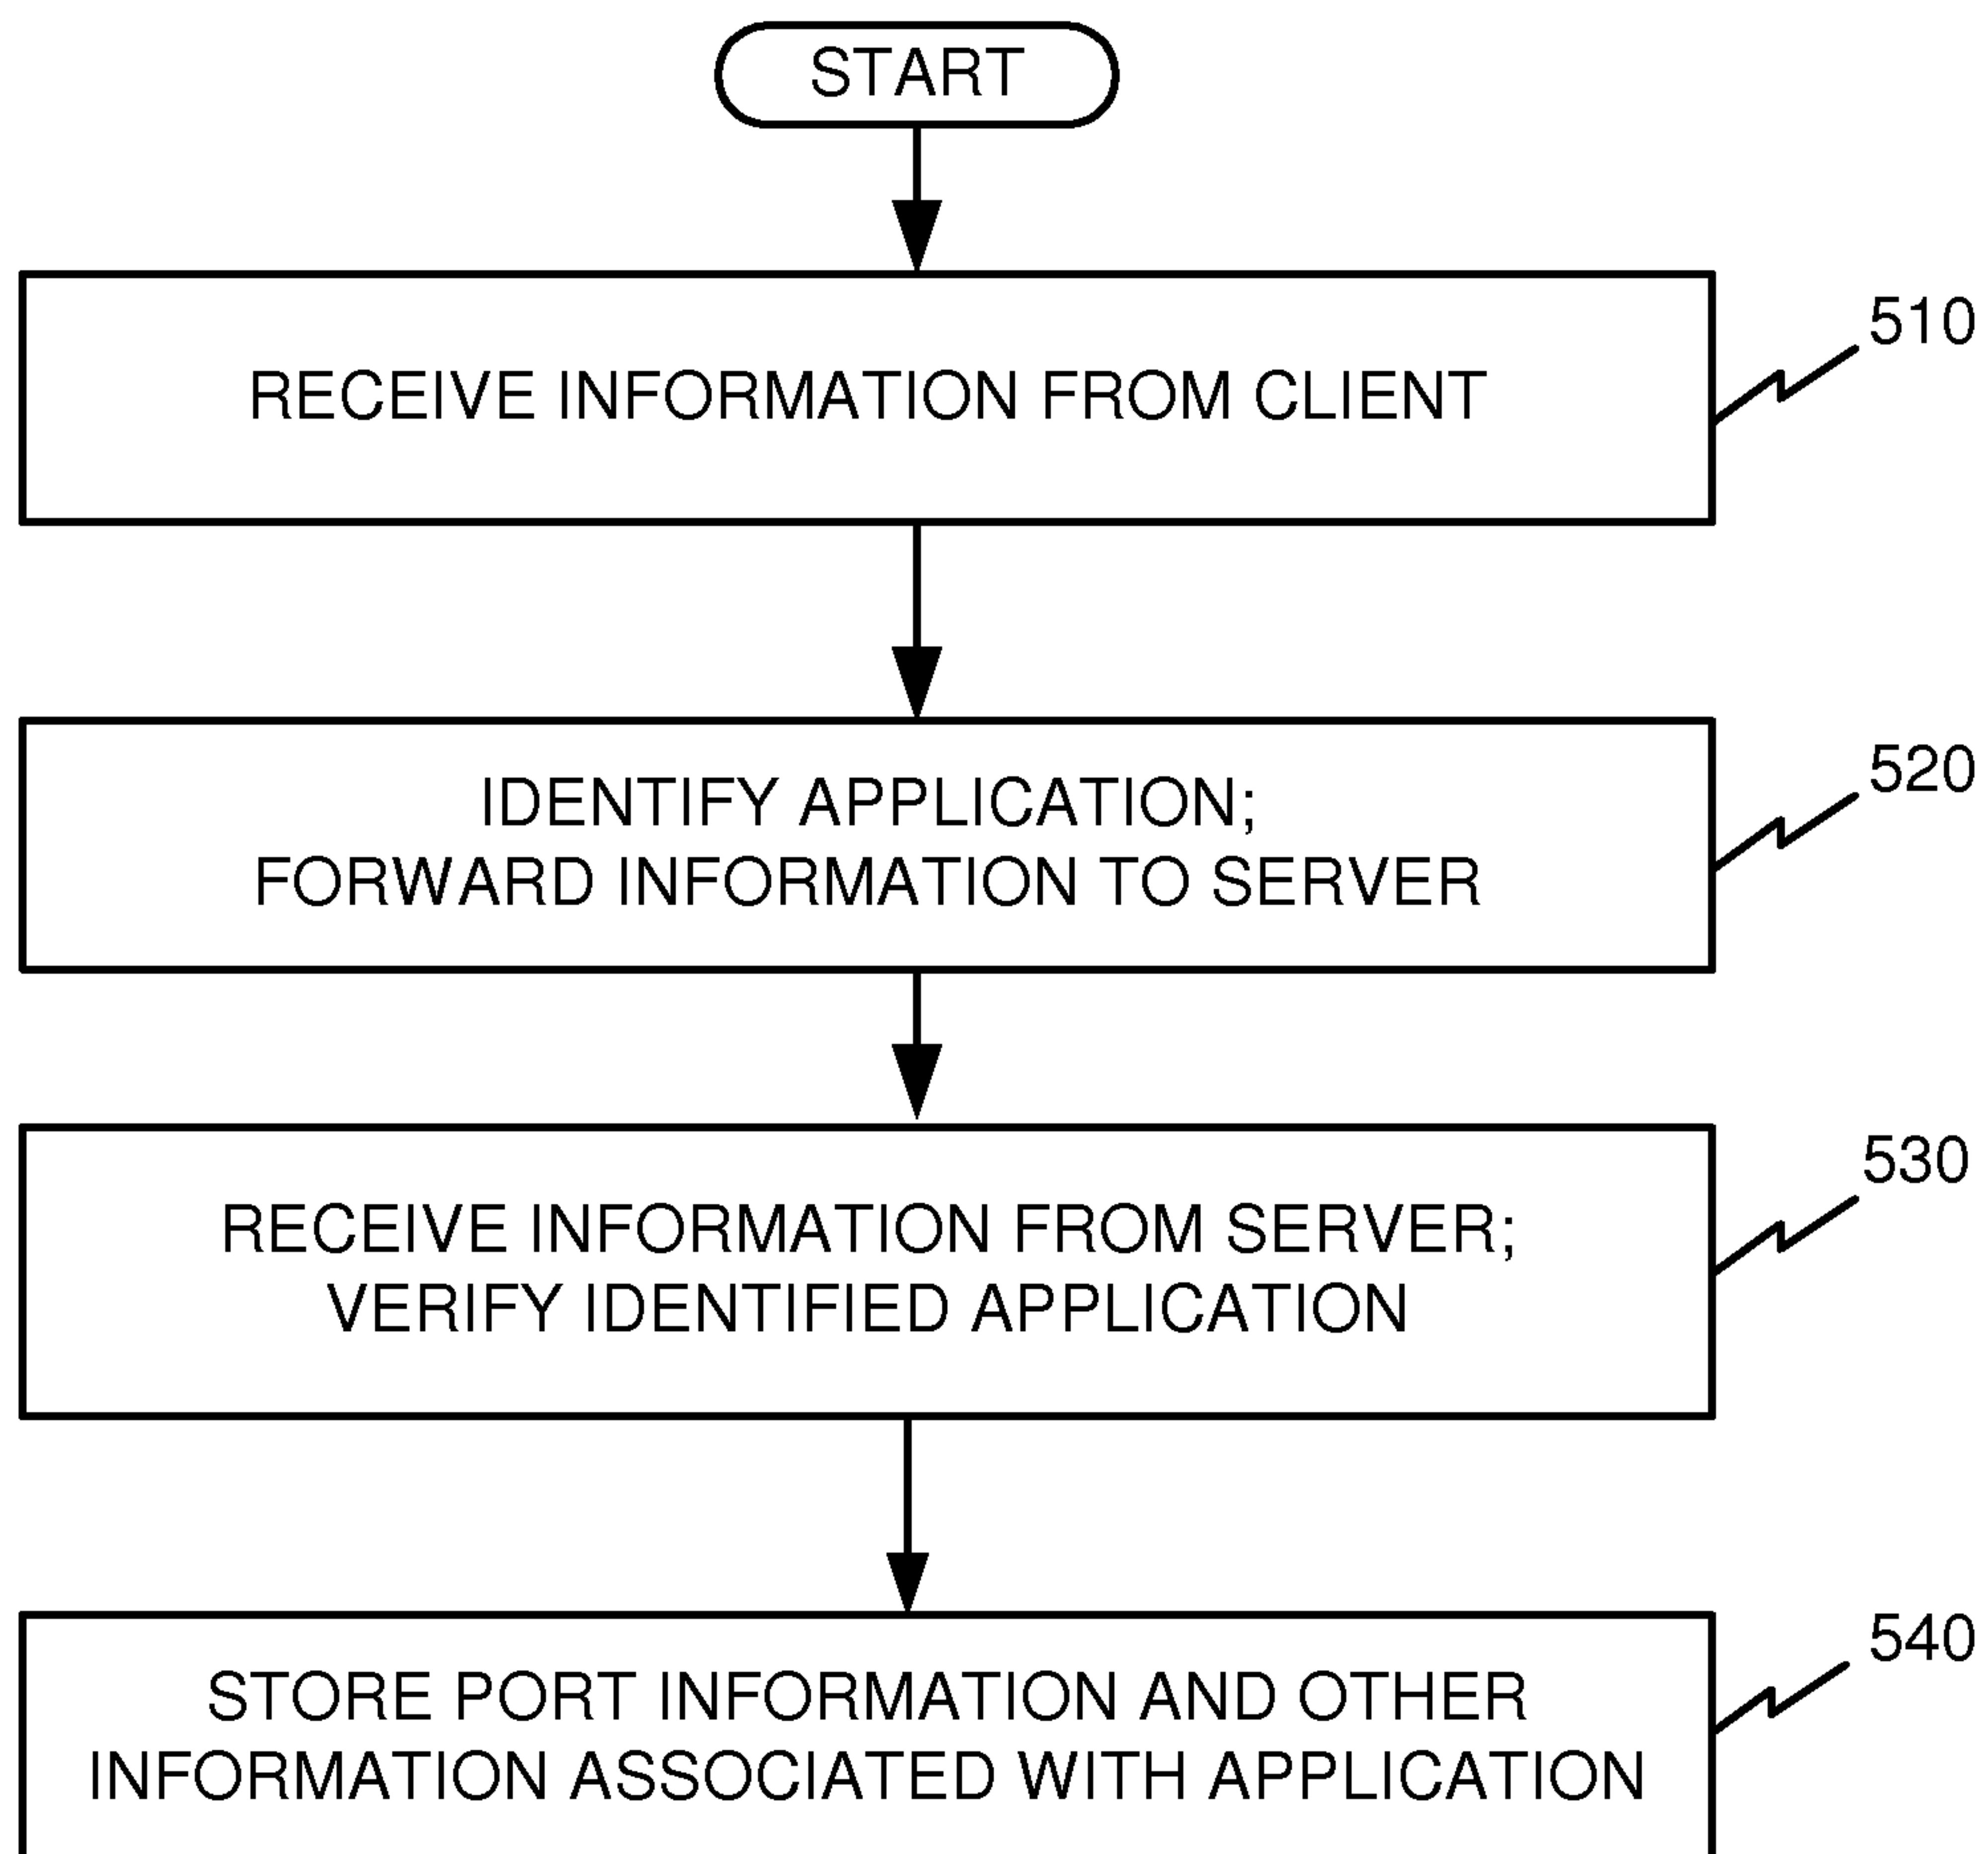 START
510
RECEIVE INFORMATION FROM CLIENT
520
IDENTIFY APPLICATION;
FORWARD INFORMATION TO SERVER
530
RECEIVE INFORMATION FROM SERVER;
VERIFY IDENTIFIED APPLICATION
540
STORE PORT INFORMATION AND OTHER
INFORMATION ASSOCIATED WITH APPLICATION